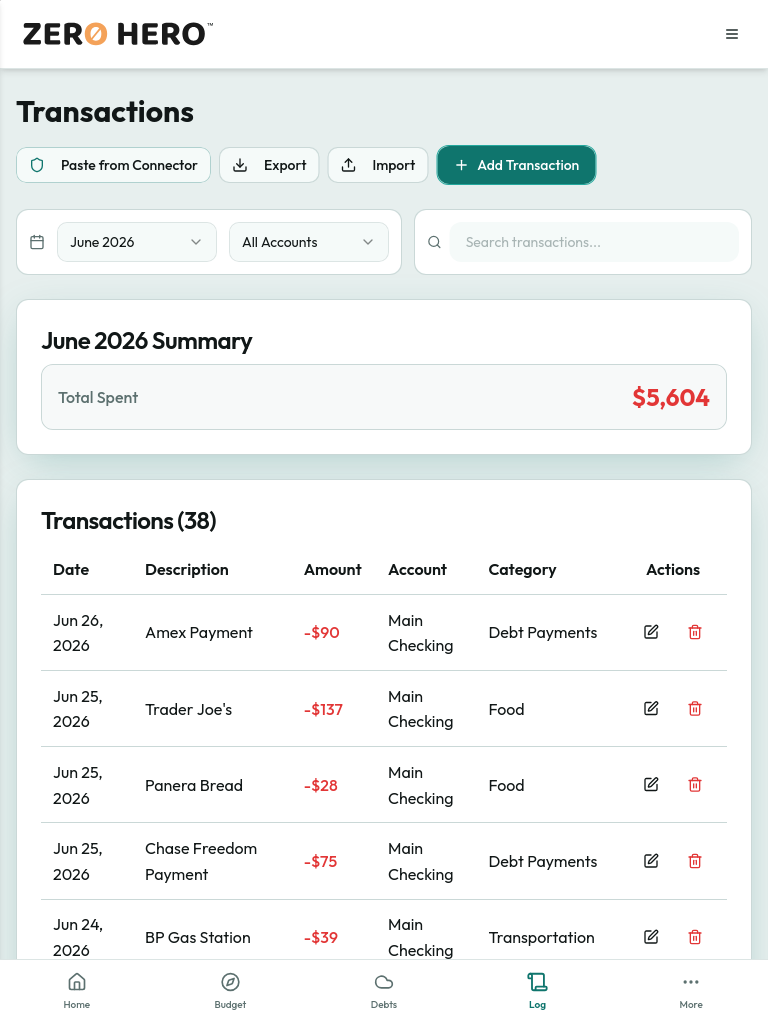 ZERO HERO™
Transactions
Paste from Connector
Export
Import
Add Transaction
June 2026
All Accounts
Search transactions...
June 2026 Summary
Total Spent
$5,604
Transactions (38)
Date Description Amount Account Category Actions
Jun 26, 2026 Amex Payment -$90 Main Checking Debt Payments
Jun 25, 2026 Trader Joe's -$137 Main Checking Food
Jun 25, 2026 Panera Bread -$28 Main Checking Food
Jun 25, 2026 Chase Freedom Payment -$75 Main Checking Debt Payments
Jun 24, 2026 BP Gas Station -$39 Main Checking Transportation
Home
Budget
Debts
Log
More